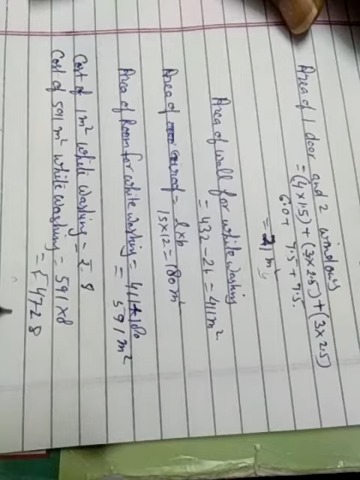 Area of 1 door and 2 windows
= (4×1.5) + (3×2.5) + (3×2.5)
6.0 + 7.5 + 7.5
= 21 m²
Area of wall for white washing
= 432 - 21 = 411 m²
Area of roof = l×b
15×12 = 180 m²
Area of Room for white washing = 411+180
= 591 m²
Cost of 1m² white washing = ₹ 8
Cost of 591 m² white washing = 591×8
= ₹ 4728